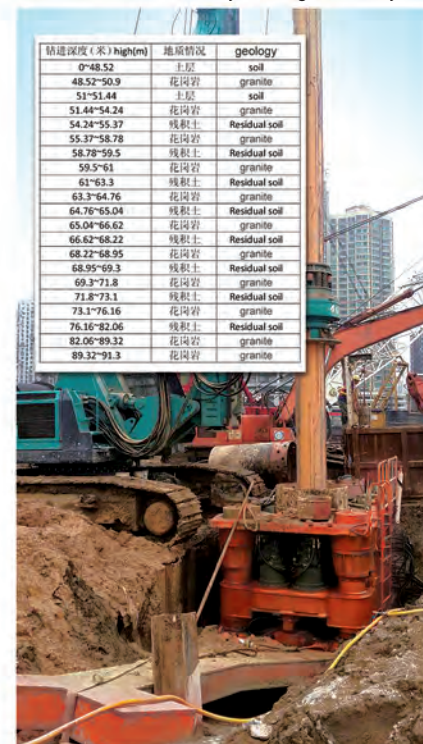 钻进深度（米）high(m) 地质情况 geology
0~48.52 土层 soil
48.52~50.9 花岗岩 granite
51~51.44 土层 soil
51.44~54.24 花岗岩 granite
54.24~55.37 残积土 Residual soil
55.37~58.78 花岗岩 granite
58.78~59.5 残积土 Residual soil
59.5~61 花岗岩 granite
61~63.3 残积土 Residual soil
63.3~64.76 花岗岩 granite
64.76~65.04 残积土 Residual soil
65.04~66.62 花岗岩 granite
66.62~68.22 残积土 Residual soil
68.22~68.95 花岗岩 granite
68.95~69.3 残积土 Residual soil
69.3~71.8 花岗岩 granite
71.8~73.1 残积土 Residual soil
73.1~76.16 花岗岩 granite
76.16~82.06 残积土 Residual soil
82.06~89.32 花岗岩 granite
89.32~91.3 花岗岩 granite